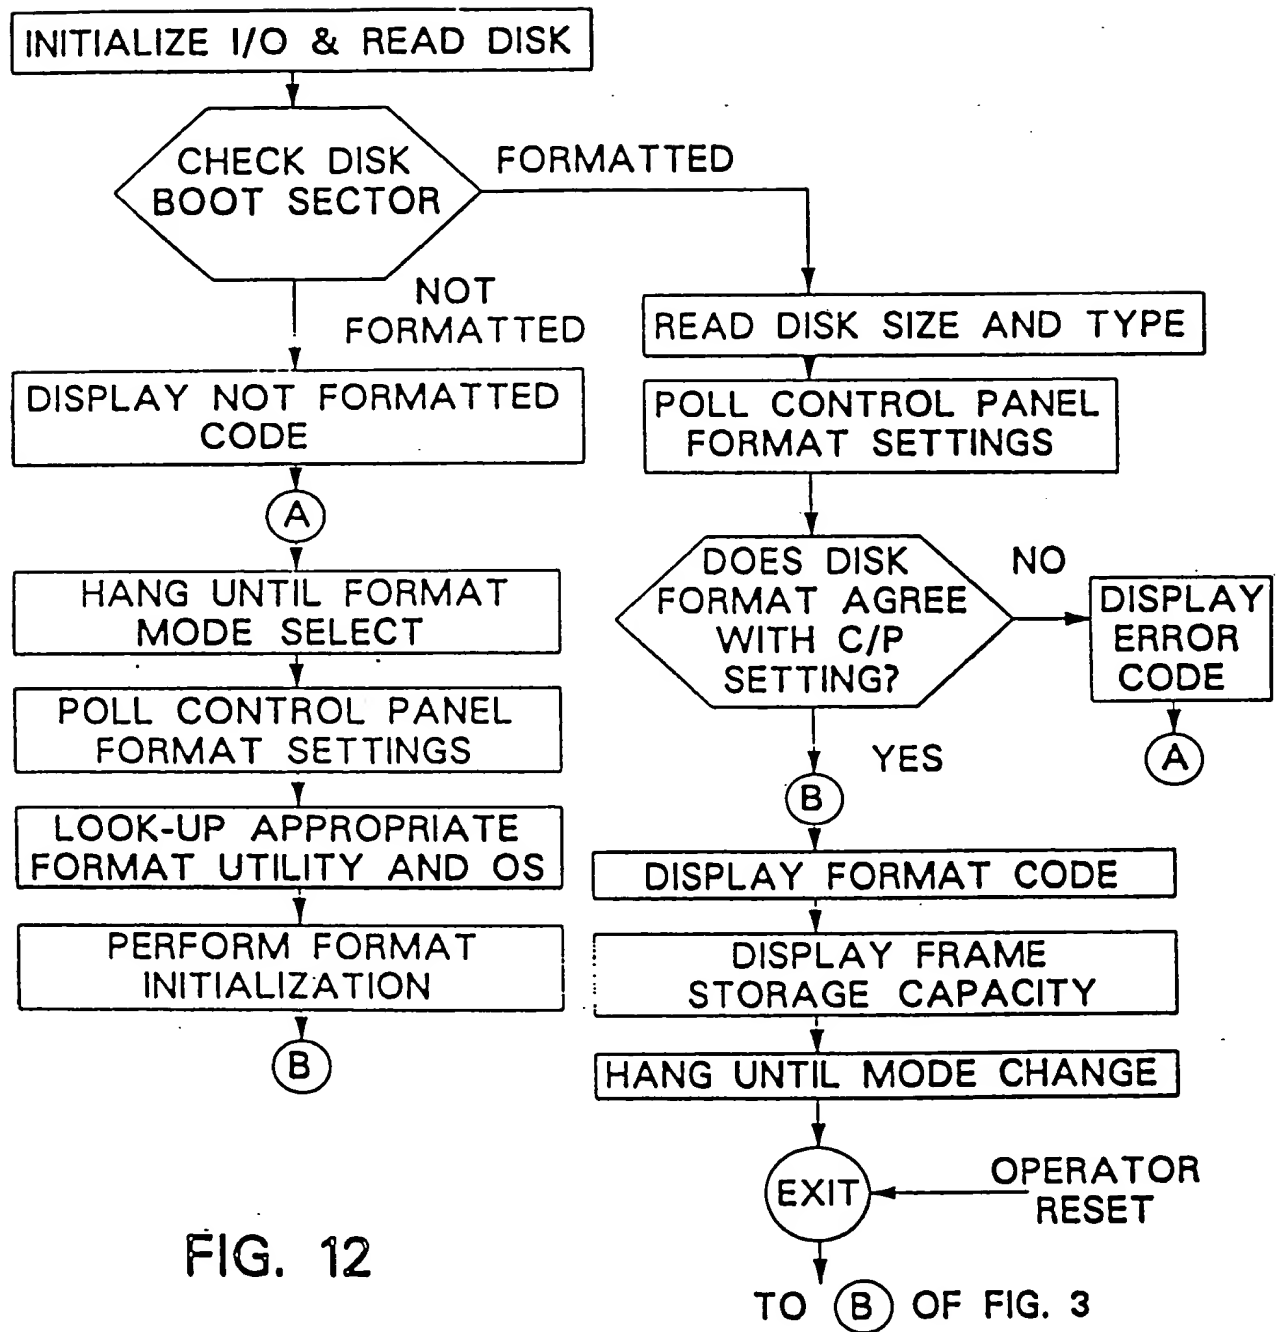 INITIALIZE I/O & READ DISK
CHECK DISK
BOOT SECTOR
FORMATTED
NOT
FORMATTED
DISPLAY NOT FORMATTED
CODE
A
HANG UNTIL FORMAT
MODE SELECT
POLL CONTROL PANEL
FORMAT SETTINGS
LOOK-UP APPROPRIATE
FORMAT UTILITY AND OS
PERFORM FORMAT
INITIALIZATION
B
READ DISK SIZE AND TYPE
POLL CONTROL PANEL
FORMAT SETTINGS
DOES DISK
FORMAT AGREE
WITH C/P
SETTING?
NO
DISPLAY
ERROR
CODE
A
YES
B
DISPLAY FORMAT CODE
DISPLAY FRAME
STORAGE CAPACITY
HANG UNTIL MODE CHANGE
EXIT
OPERATOR
RESET
TO B OF FIG. 3
FIG. 12